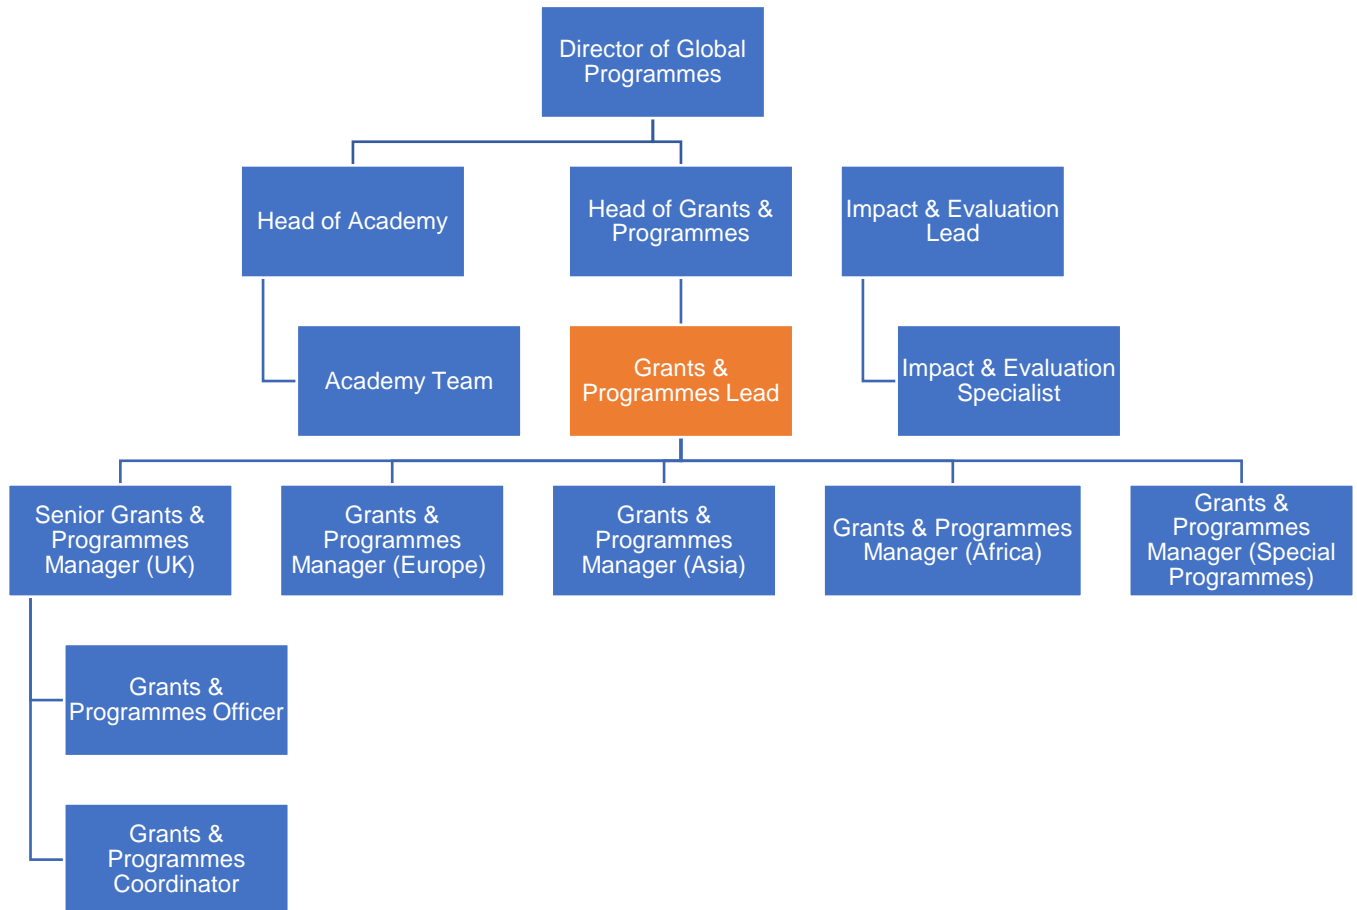 Director of Global
Programmes
Head of Academy
Head of Grants &
Programmes
Impact & Evaluation
Lead
Academy Team
Grants &
Programmes Lead
Impact & Evaluation
Specialist
Senior Grants &
Programmes
Manager (UK)
Grants &
Programmes
Manager (Europe)
Grants &
Programmes
Manager (Asia)
Grants & Programmes
Manager (Africa)
Grants &
Programmes
Manager (Special
Programmes)
Grants &
Programmes Officer
Grants &
Programmes
Coordinator